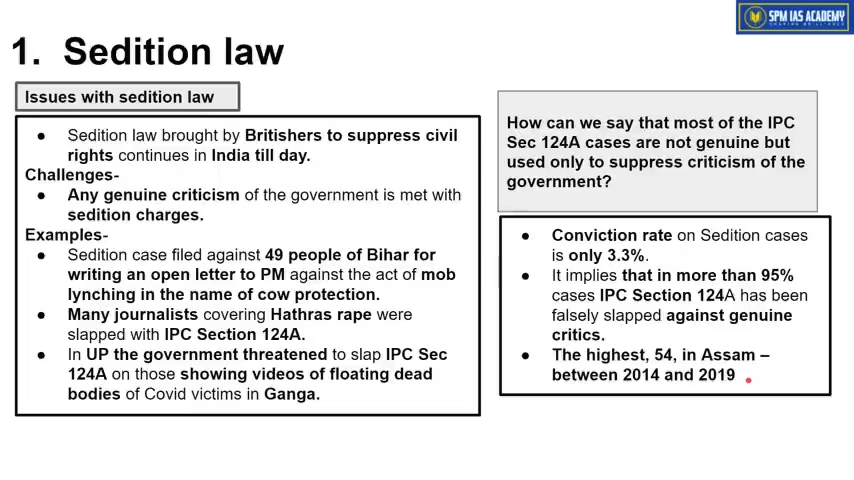 SPM IAS ACADEMY
1. Sedition law
Issues with sedition law
● Sedition law brought by Britishers to suppress civil
rights continues in India till day.
Challenges-
● Any genuine criticism of the government is met with
sedition charges.
Examples-
● Sedition case filed against 49 people of Bihar for
writing an open letter to PM against the act of mob
lynching in the name of cow protection.
● Many journalists covering Hathras rape were
slapped with IPC Section 124A.
● In UP the government threatened to slap IPC Sec
124A on those showing videos of floating dead
bodies of Covid victims in Ganga.
How can we say that most of the IPC
Sec 124A cases are not genuine but
used only to suppress criticism of the
government?
● Conviction rate on Sedition cases
is only 3.3%.
● It implies that in more than 95%
cases IPC Section 124A has been
falsely slapped against genuine
critics.
● The highest, 54, in Assam –
between 2014 and 2019